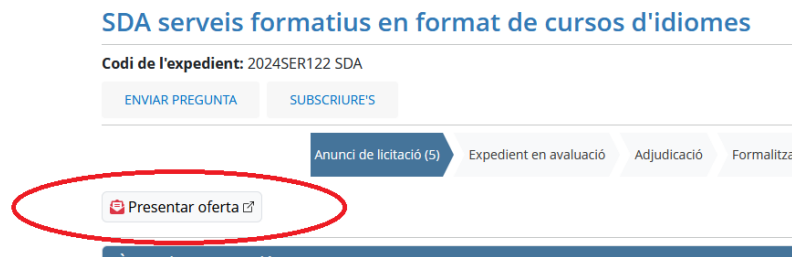 SDA serveis formatius en format de cursos d'idiomes
Codi de l'expedient: 2024SER122 SDA
ENVIAR PREGUNTA SUBSCRIURE'S
Anunci de licitació (5) Expedient en avaluació Adjudicació Formalitza
Presentar oferta